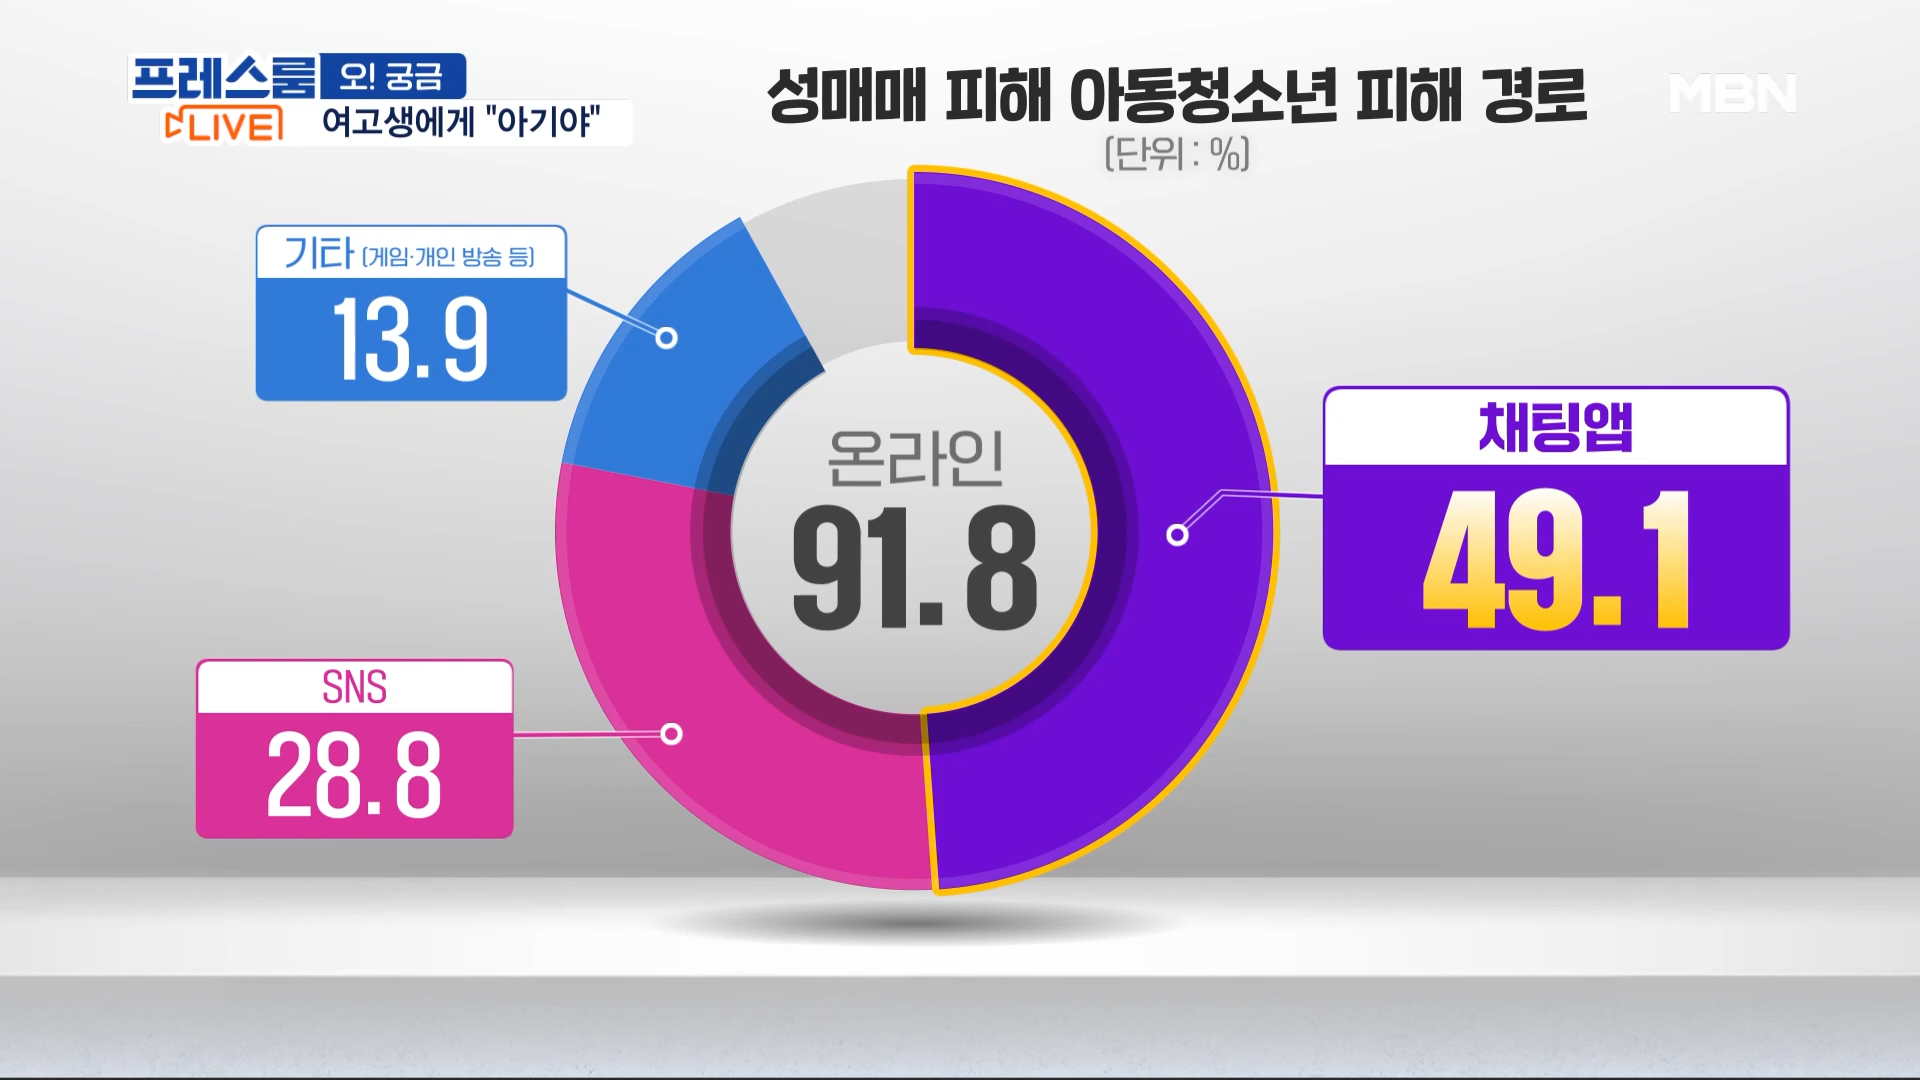 프레스룸 오! 궁금
LIVE! 여고생에게 "아기야"
성매매 피해 아동청소년 피해 경로
(단위 : %)
MBN
기타 (게임·개인 방송 등)
13.9
채팅앱
49.1
온라인
91.8
SNS
28.8